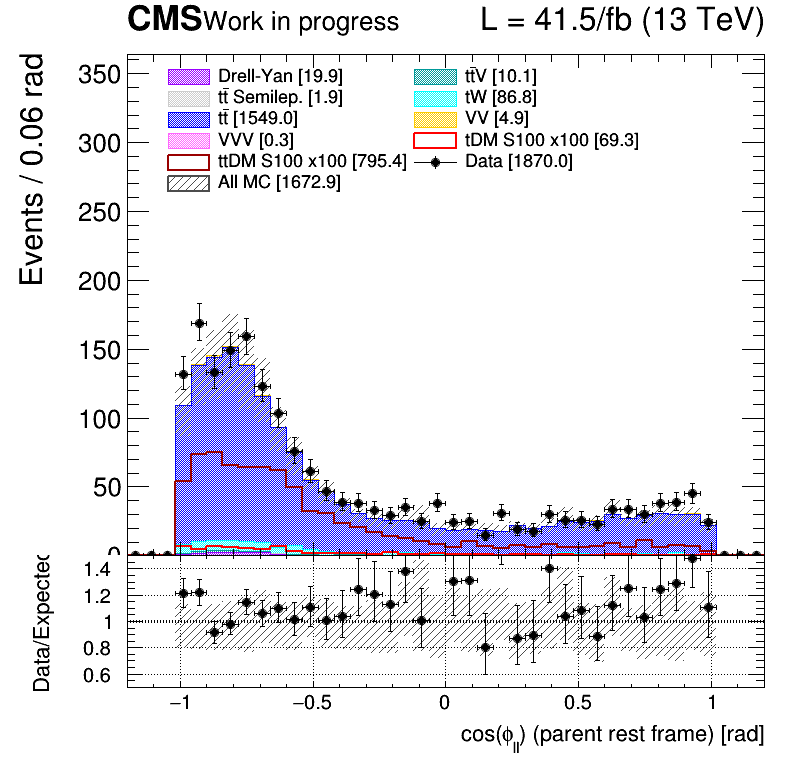 CMS Work in progress L = 41.5/fb (13 TeV)
Events / 0.06 rad
350
300
250
200
150
100
50
0
Drell-Yan [19.9]
tt̄V [10.1]
tt̄ Semilep. [1.9]
tW [86.8]
tt̄ [1549.0]
VV [4.9]
VVV [0.3]
tDM S100 x100 [69.3]
ttDM S100 x100 [795.4]
Data [1870.0]
All MC [1672.9]
Data/Expected
1.4
1.2
1
0.8
0.6
−1 −0.5 0 0.5 1
cos(ϕ_ll) (parent rest frame) [rad]